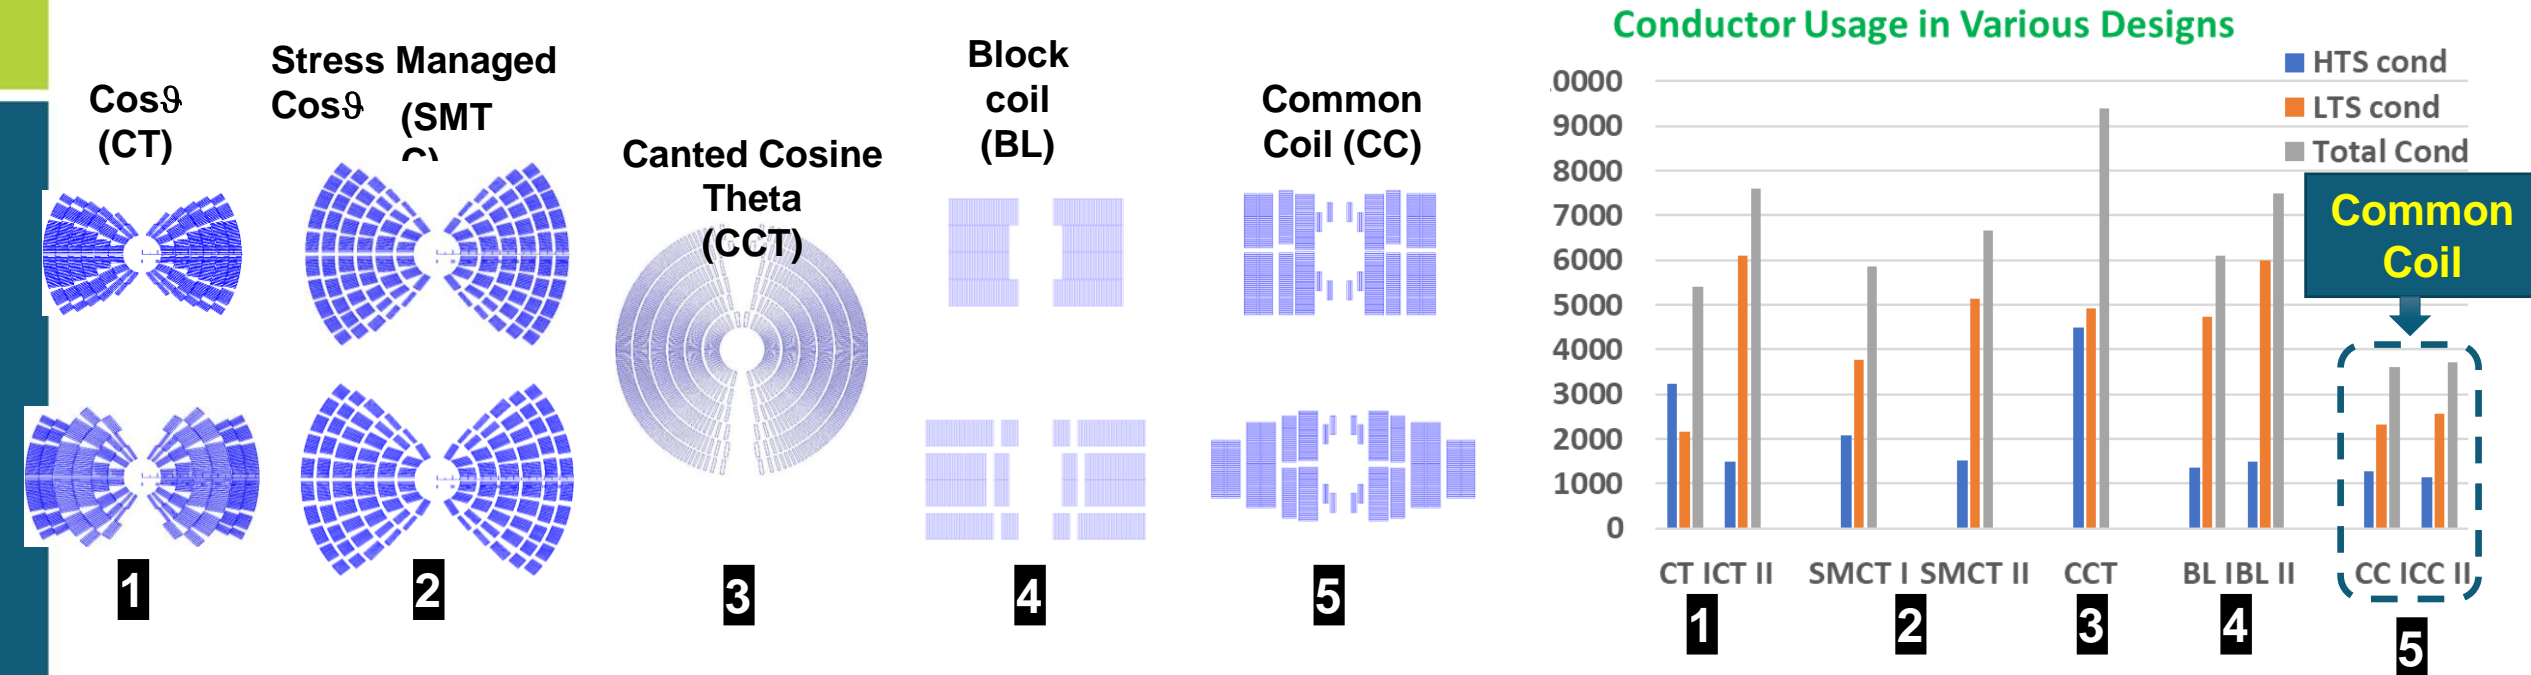 Cosϑ
(CT)
Stress Managed
Cosϑ
(SMT
C)
Canted Cosine
Theta
(CCT)
Block
coil
(BL)
Common
Coil (CC)
1
2
3
4
5
Conductor Usage in Various Designs
HTS cond
LTS cond
Total Cond
0000
9000
8000
7000
6000
5000
4000
3000
2000
1000
0
Common
Coil
CT I CT II SMCT I SMCT II CCT BL I BL II CC I CC II
1
2
3
4
5